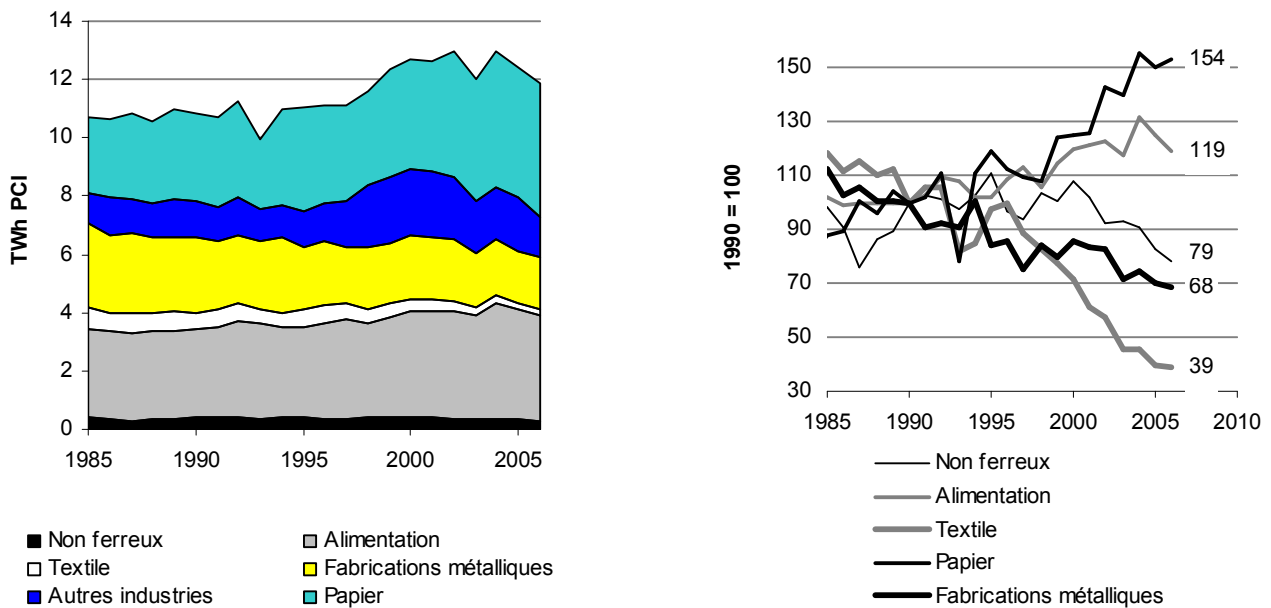 14
12
10
8
6
4
2
0
TWh PCI
1985 1990 1995 2000 2005
Non ferreux
Alimentation
Textile
Fabrications métalliques
Autres industries
Papier
150
130
110
90
70
50
30
1990 = 100
154
119
79
68
39
1985 1990 1995 2000 2005 2010
Non ferreux
Alimentation
Textile
Papier
Fabrications métalliques